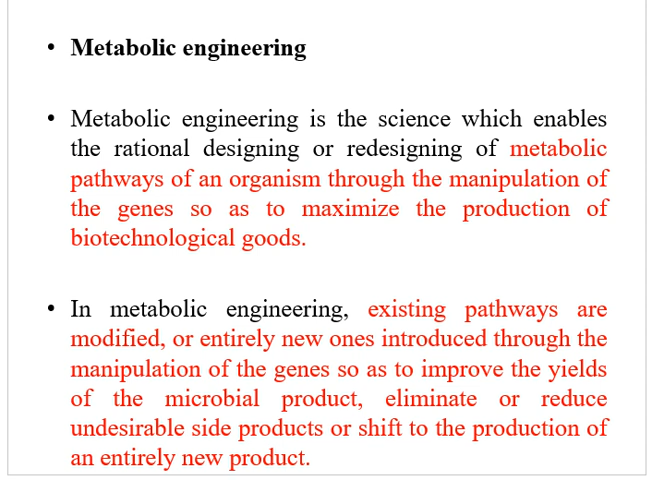 • Metabolic engineering
• Metabolic engineering is the science which enables
the rational designing or redesigning of metabolic
pathways of an organism through the manipulation of
the genes so as to maximize the production of
biotechnological goods.
• In metabolic engineering, existing pathways are
modified, or entirely new ones introduced through the
manipulation of the genes so as to improve the yields
of the microbial product, eliminate or reduce
undesirable side products or shift to the production of
an entirely new product.